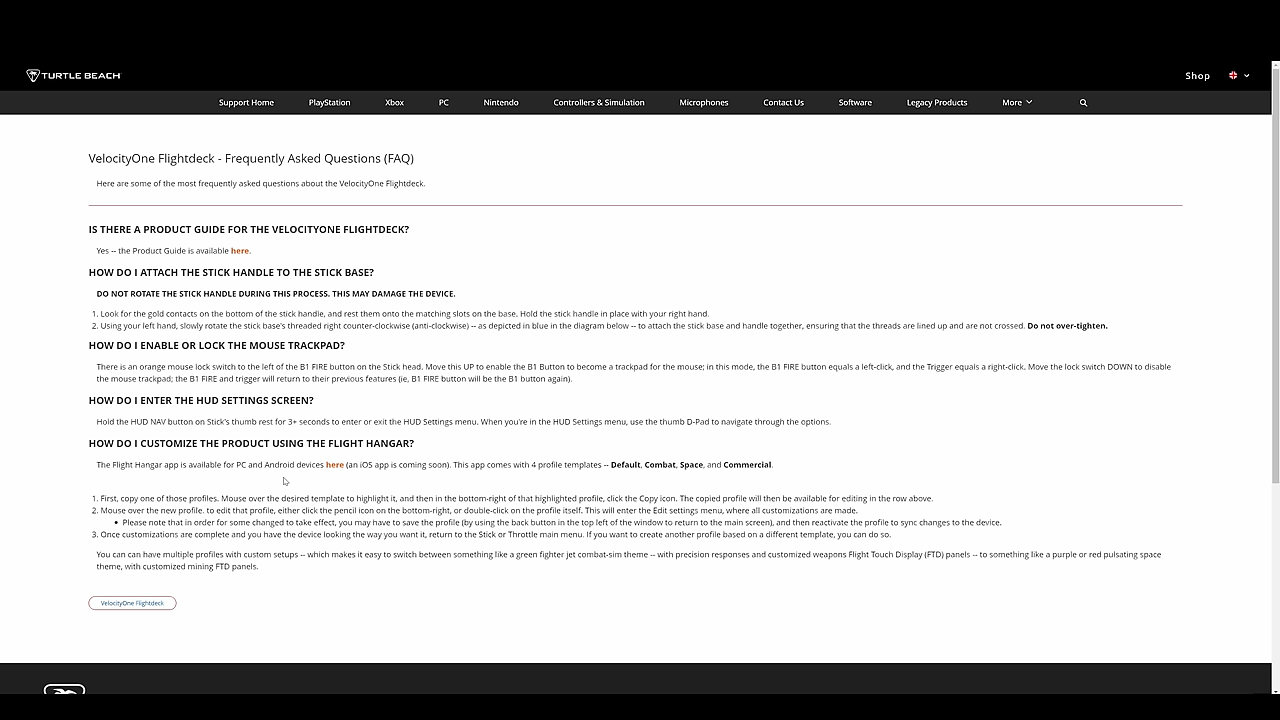 TURTLE BEACH
Shop
Support Home PlayStation Xbox PC Nintendo Controllers & Simulation Microphones Contact Us Software Legacy Products More
VelocityOne Flightdeck - Frequently Asked Questions (FAQ)
Here are some of the most frequently asked questions about the VelocityOne Flightdeck.
IS THERE A PRODUCT GUIDE FOR THE VELOCITYONE FLIGHTDECK?
Yes -- the Product Guide is available here.
HOW DO I ATTACH THE STICK HANDLE TO THE STICK BASE?
DO NOT ROTATE THE STICK HANDLE DURING THIS PROCESS. THIS MAY DAMAGE THE DEVICE.
1. Look for the gold contacts on the bottom of the stick handle, and rest them onto the matching slots on the base. Hold the stick handle in place with your right hand.
2. Using your left hand, slowly rotate the stick base's threaded right counter-clockwise (anti-clockwise) -- as depicted in blue in the diagram below -- to attach the stick base and handle together, ensuring that the threads are lined up and are not crossed. Do not over-tighten.
HOW DO I ENABLE OR LOCK THE MOUSE TRACKPAD?
There is an orange mouse lock switch to the left of the B1 FIRE button on the Stick head. Move this UP to enable the B1 Button to become a trackpad for the mouse; in this mode, the B1 FIRE button equals a left-click, and the Trigger equals a right-click. Move the lock switch DOWN to disable
the mouse trackpad; the B1 FIRE and trigger will return to their previous features (ie, B1 FIRE button will be the B1 button again).
HOW DO I ENTER THE HUD SETTINGS SCREEN?
Hold the HUD NAV button on Stick's thumb rest for 3+ seconds to enter or exit the HUD Settings menu. When you're in the HUD Settings menu, use the thumb D-Pad to navigate through the options.
HOW DO I CUSTOMIZE THE PRODUCT USING THE FLIGHT HANGAR?
The Flight Hangar app is available for PC and Android devices here (an iOS app is coming soon). This app comes with 4 profile templates -- Default, Combat, Space, and Commercial.
1. First, copy one of those profiles. Mouse over the desired template to highlight it, and then in the bottom-right of that highlighted profile, click the Copy icon. The copied profile will then be available for editing in the row above.
2. Mouse over the new profile. to edit that profile, either click the pencil icon on the bottom-right, or double-click on the profile itself. This will enter the Edit settings menu, where all customizations are made.
• Please note that in order for some changed to take effect, you may have to save the profile (by using the back button in the top left of the window to return to the main screen), and then reactivate the profile to sync changes to the device.
3. Once customizations are complete and you have the device looking the way you want it, return to the Stick or Throttle main menu. If you want to create another profile based on a different template, you can do so.
You can can have multiple profiles with custom setups -- which makes it easy to switch between something like a green fighter jet combat-sim theme -- with precision responses and customized weapons Flight Touch Display (FTD) panels -- to something like a purple or red pulsating space
theme, with customized mining FTD panels.
VelocityOne Flightdeck